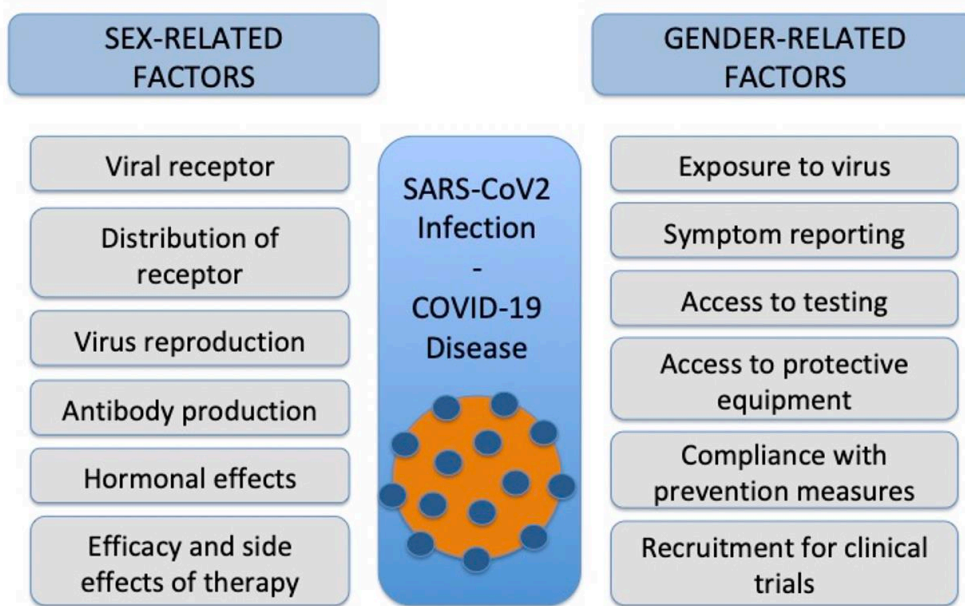 SEX-RELATED
FACTORS
Viral receptor
Distribution of
receptor
Virus reproduction
Antibody production
Hormonal effects
Efficacy and side
effects of therapy
SARS-CoV2
Infection
-
COVID-19
Disease
GENDER-RELATED
FACTORS
Exposure to virus
Symptom reporting
Access to testing
Access to protective
equipment
Compliance with
prevention measures
Recruitment for clinical
trials